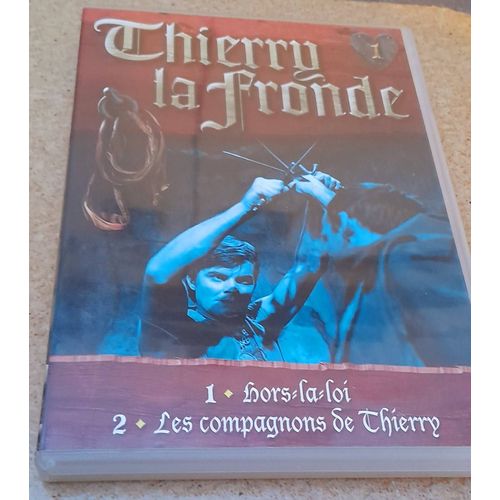 Thierry
la Fronde
1
1 • Hors-la-loi
2 • Les compagnons de Thierry